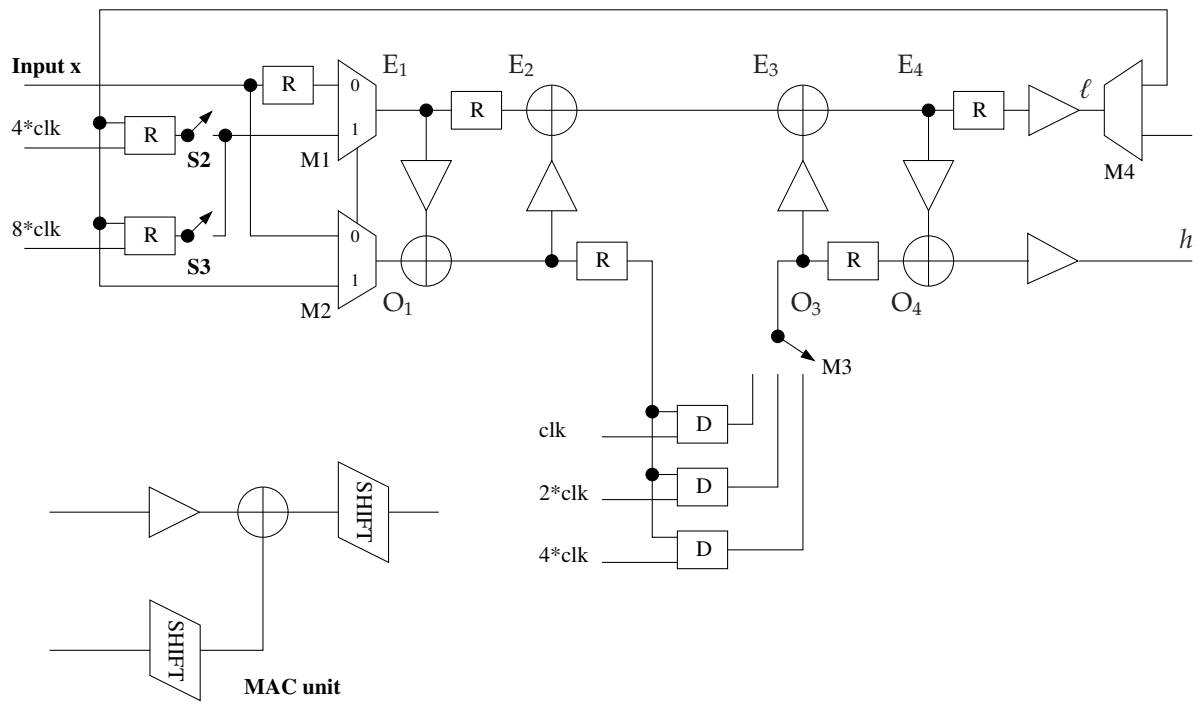 E₁ E₂ E₃ E₄
Input x
R 0 R R ℓ
4*clk R 1
S2 M1 M4
8*clk R 0
S3 R R h
1
M2 O₁ O₃ O₄
M3
clk D
2*clk D
SHIFT
4*clk D
SHIFT
MAC unit